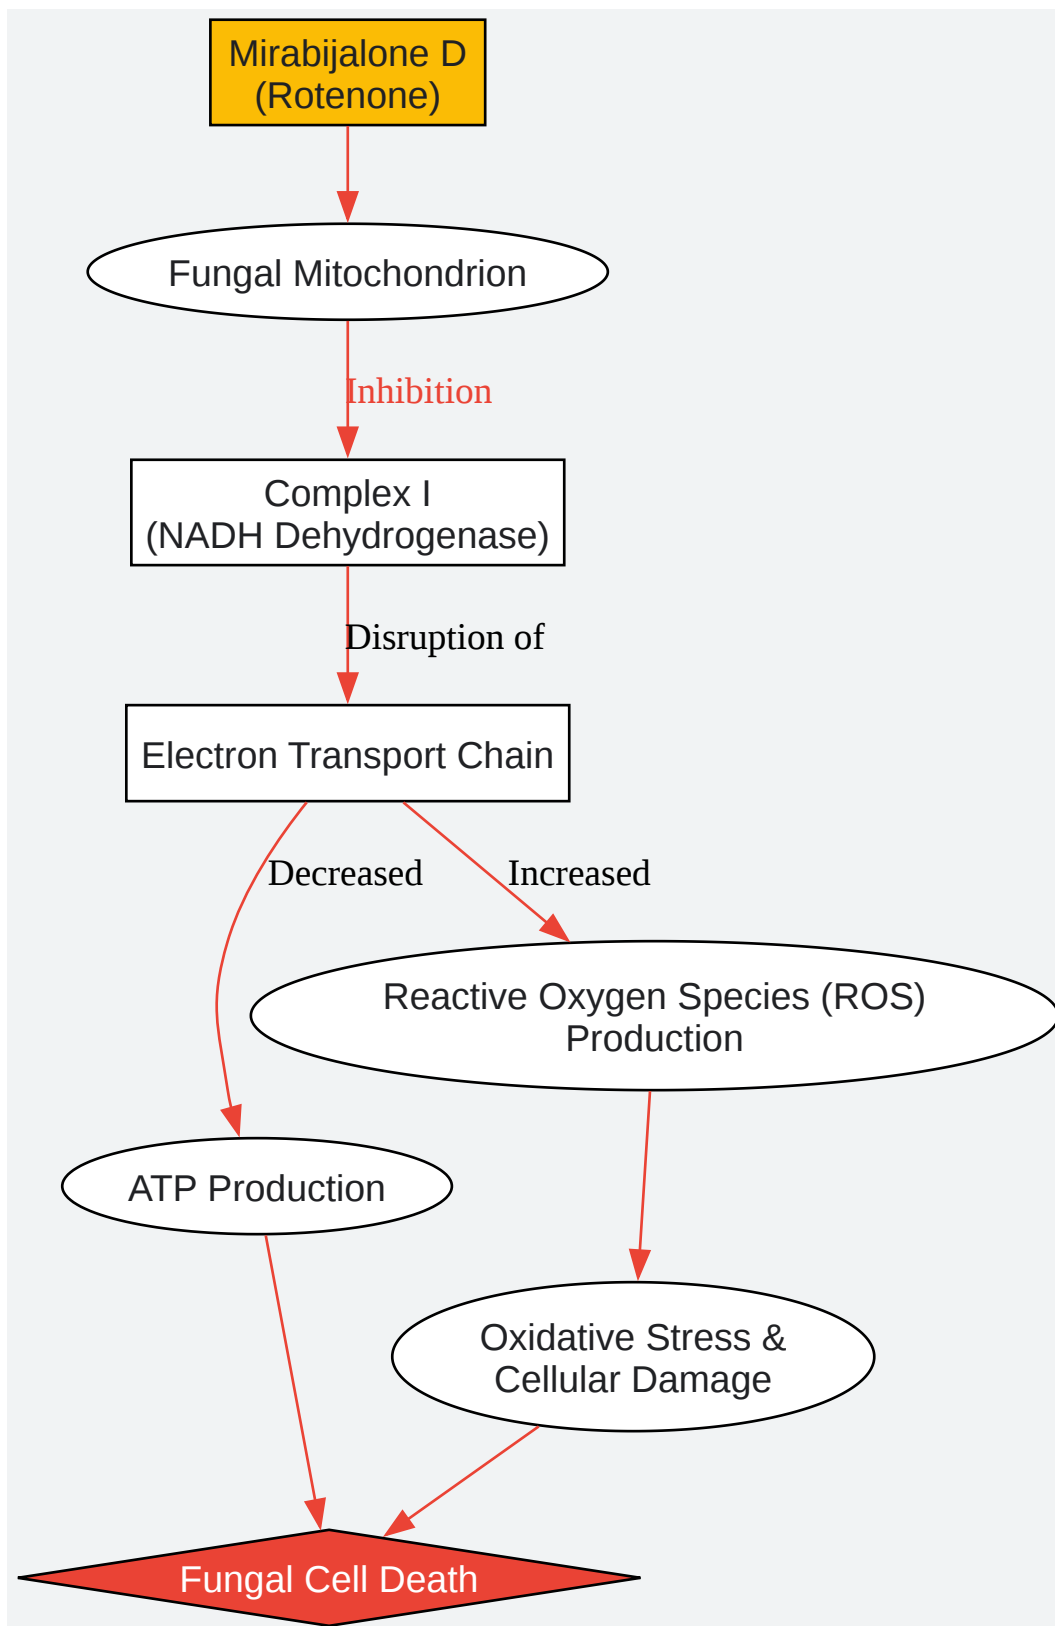 Mirabijalone D
(Rotenone)
Fungal Mitochondrion
Inhibition
Complex I
(NADH Dehydrogenase)
Disruption of
Electron Transport Chain
Decreased
Increased
Reactive Oxygen Species (ROS)
Production
ATP Production
Oxidative Stress &
Cellular Damage
Fungal Cell Death